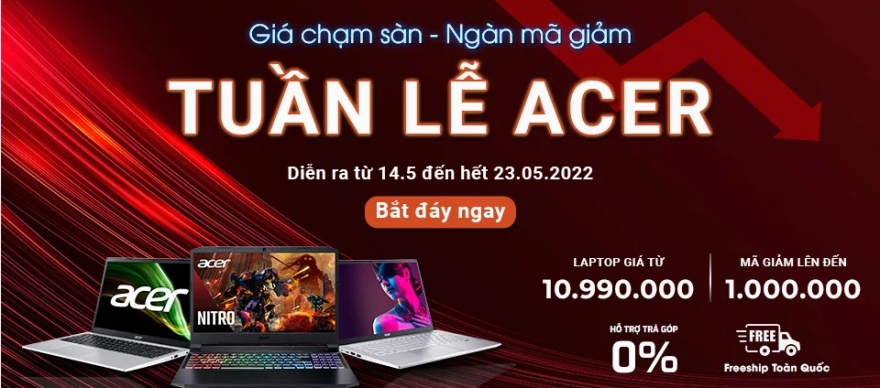 Giá chạm sàn - Ngàn mã giảm
TUẦN LỄ ACER
Diễn ra từ 14.5 đến hết 23.05.2022
Bắt đáy ngay
acer
acer
NITRO
LAPTOP GIÁ TỪ
10.990.000
MÃ GIẢM LÊN ĐẾN
1.000.000
HỖ TRỢ TRẢ GÓP
0%
FREE
Freeship Toàn Quốc